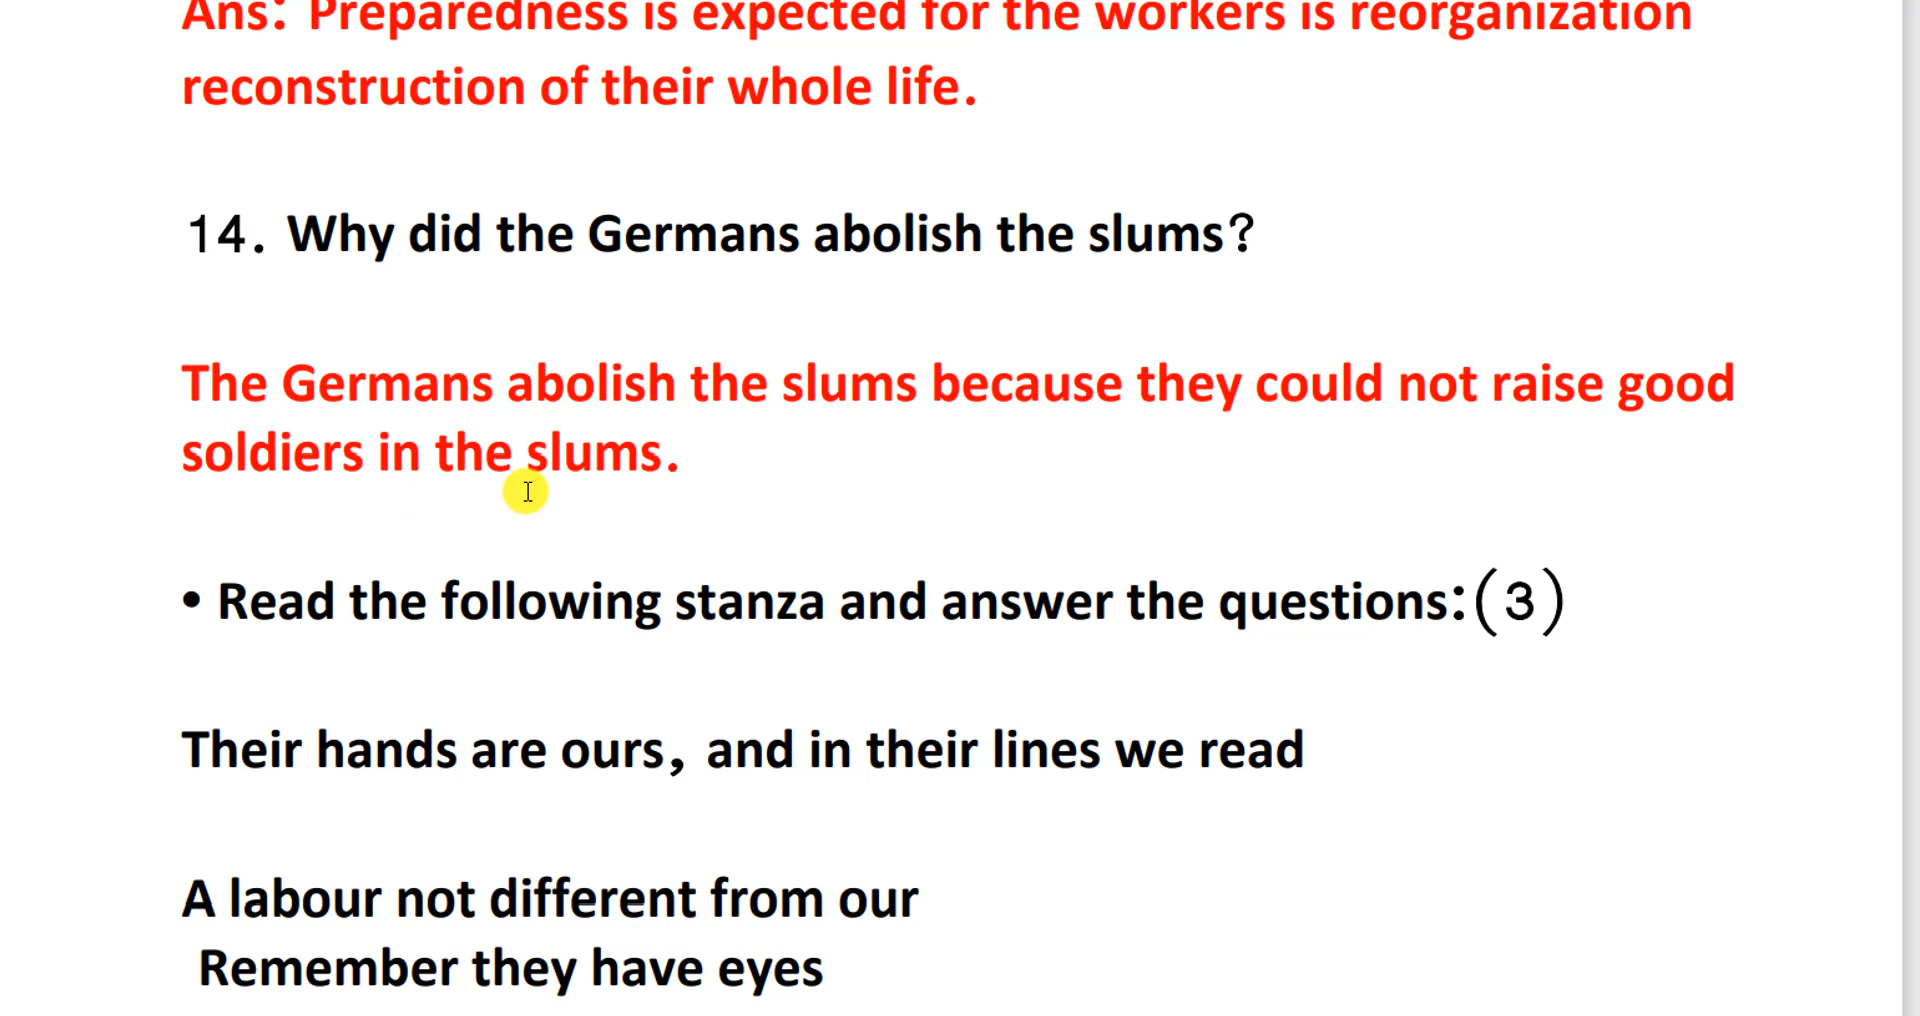 Ans: Preparedness is expected for the workers is reorganization
reconstruction of their whole life.
14. Why did the Germans abolish the slums?
The Germans abolish the slums because they could not raise good
soldiers in the slums.
• Read the following stanza and answer the questions:(3)
Their hands are ours, and in their lines we read
A labour not different from our
Remember they have eyes